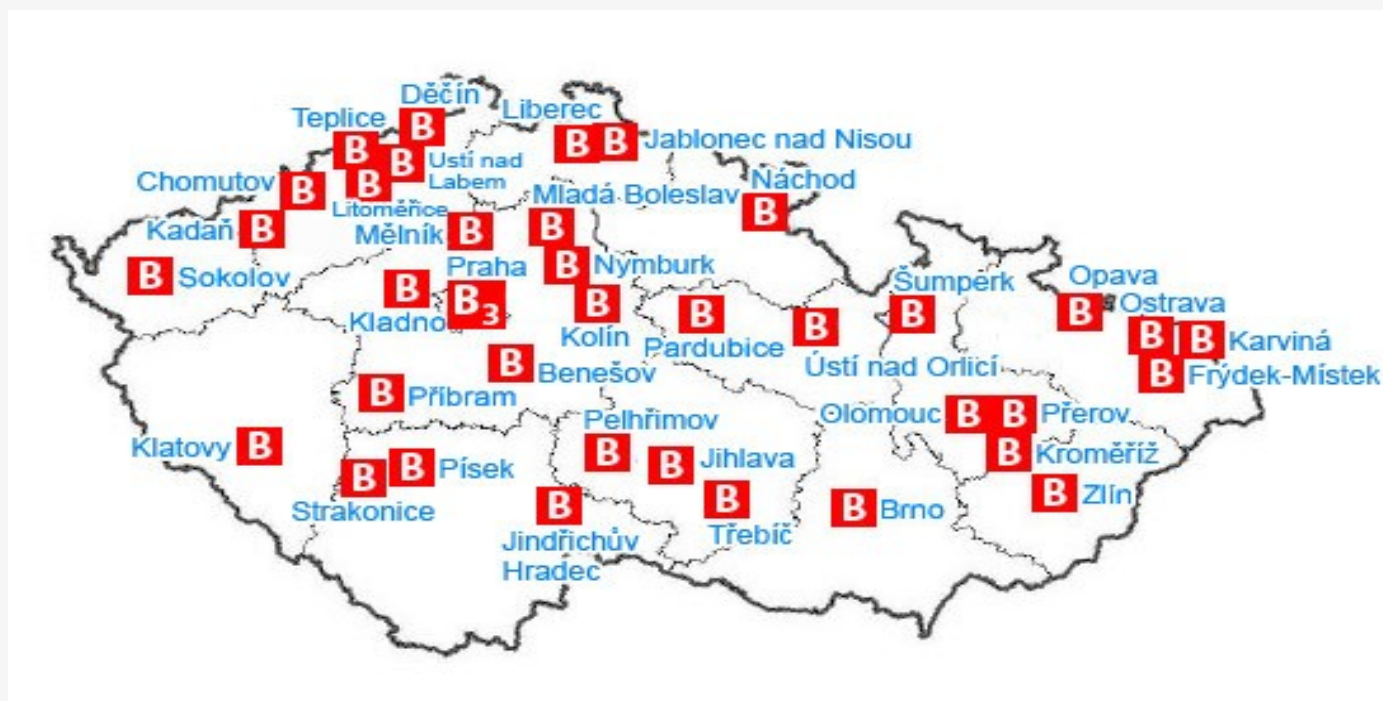 Děčín
B
Teplice
B
Liberec
B
B
Jablonec nad Nisou
B
Ustí nad
Labem
Chomutov
B
B
Litoměřice
Mladá Boleslav
B
Náchod
B
Kadaň
B
Mělník
B
Sokolov
B
Praha
B3
B
Nymburk
Kladno
B
B
Kolín
B
Pardubice
B
Ústí nad Orlicí
Šumperk
B
Opava
B
Ostrava
B
B
Karviná
B
Frýdek-Místek
B
Benešov
B
Příbram
Olomouc
B
B
Přerov
B
Kroměříž
B
Zlín
Klatovy
B
B
Strakonice
B
Písek
Pelhřimov
B
B
Jihlava
B
Třebíč
B
Brno
B
Jindřichův
Hradec